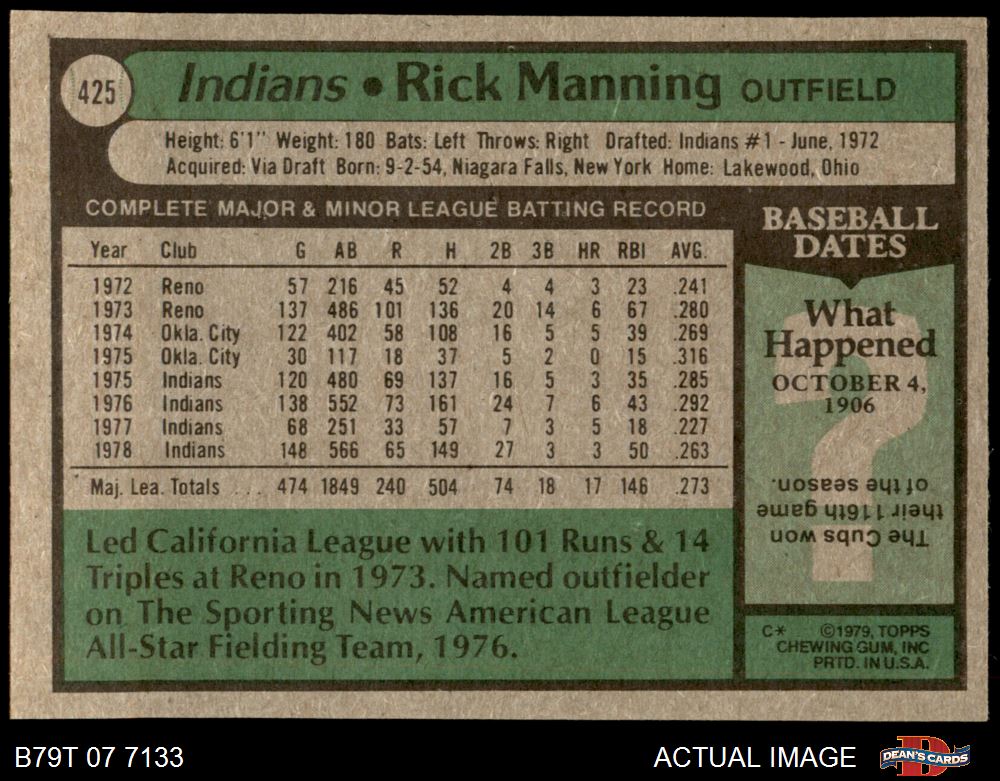 425
Indians • Rick Manning OUTFIELD
Height: 6'1" Weight: 180 Bats: Left Throws: Right Drafted: Indians #1 - June, 1972
Acquired: Via Draft Born: 9-2-54, Niagara Falls, New York Home: Lakewood, Ohio
COMPLETE MAJOR & MINOR LEAGUE BATTING RECORD
Year Club G AB R H 2B 3B HR RBI AVG.
1972 Reno 57 216 45 52 4 4 3 23 .241
1973 Reno 137 486 101 136 20 14 6 67 .280
1974 Okla. City 122 402 58 108 16 5 5 39 .269
1975 Okla. City 30 117 18 37 5 2 0 15 .316
1975 Indians 120 480 69 137 16 5 3 35 .285
1976 Indians 138 552 73 161 24 7 6 43 .292
1977 Indians 68 251 33 57 7 3 5 18 .227
1978 Indians 148 566 65 149 27 3 3 50 .263
Maj. Lea. Totals ... 474 1849 240 504 74 18 17 146 .273
Led California League with 101 Runs & 14
Triples at Reno in 1973. Named outfielder
on The Sporting News American League
All-Star Fielding Team, 1976.
BASEBALL
DATES
What
Happened
OCTOBER 4,
1906
The Cubs won
their 116th game
of the season.
C* ©1979, TOPPS
CHEWING GUM, INC
PRTD. IN U.S.A.
B79T 07 7133
ACTUAL IMAGE
DEAN'S CARDS